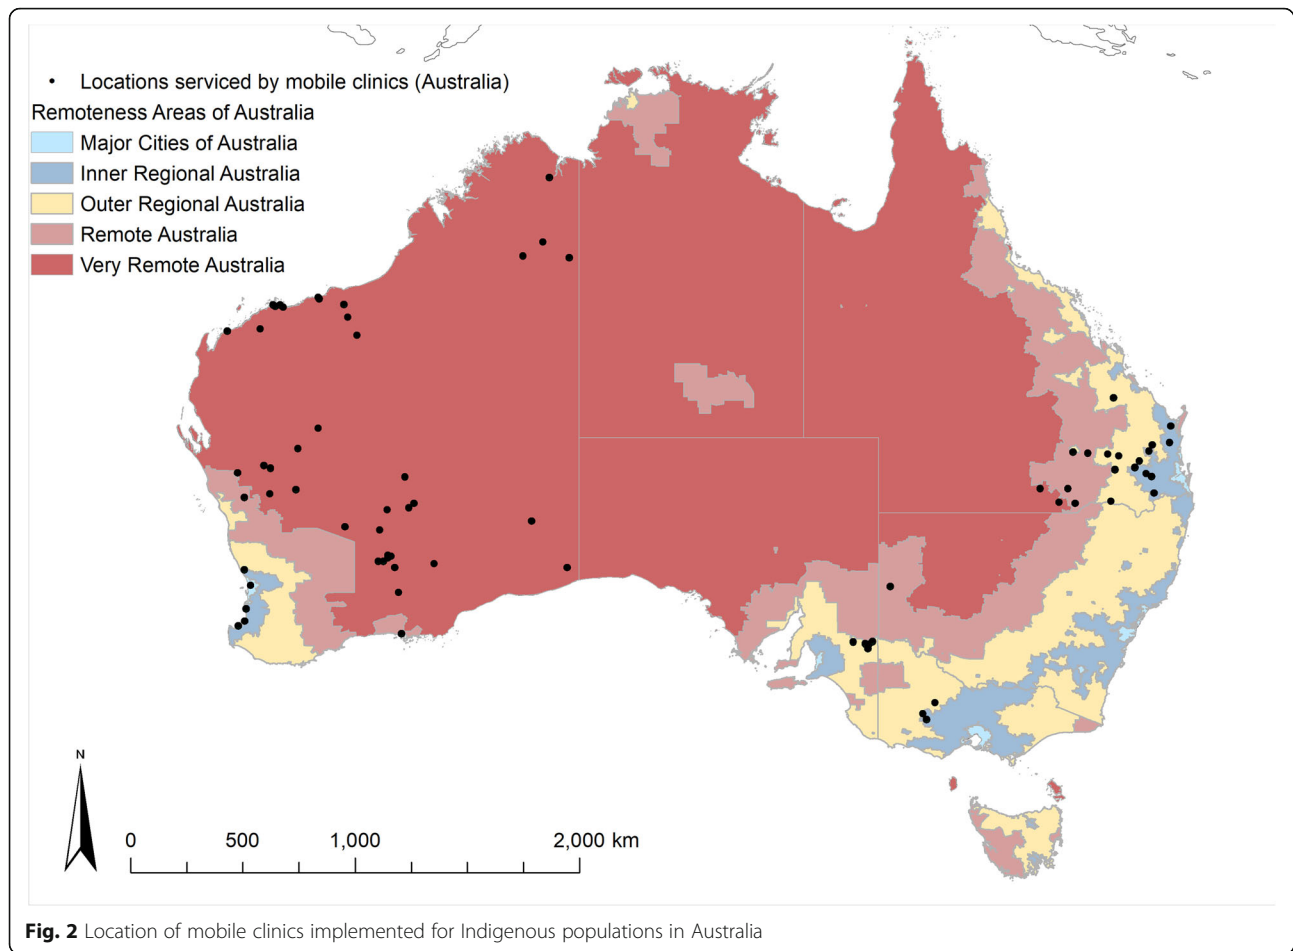 • Locations serviced by mobile clinics (Australia)
Remoteness Areas of Australia
Major Cities of Australia
Inner Regional Australia
Outer Regional Australia
Remote Australia
Very Remote Australia
N
0 500 1,000 2,000 km
Fig. 2 Location of mobile clinics implemented for Indigenous populations in Australia